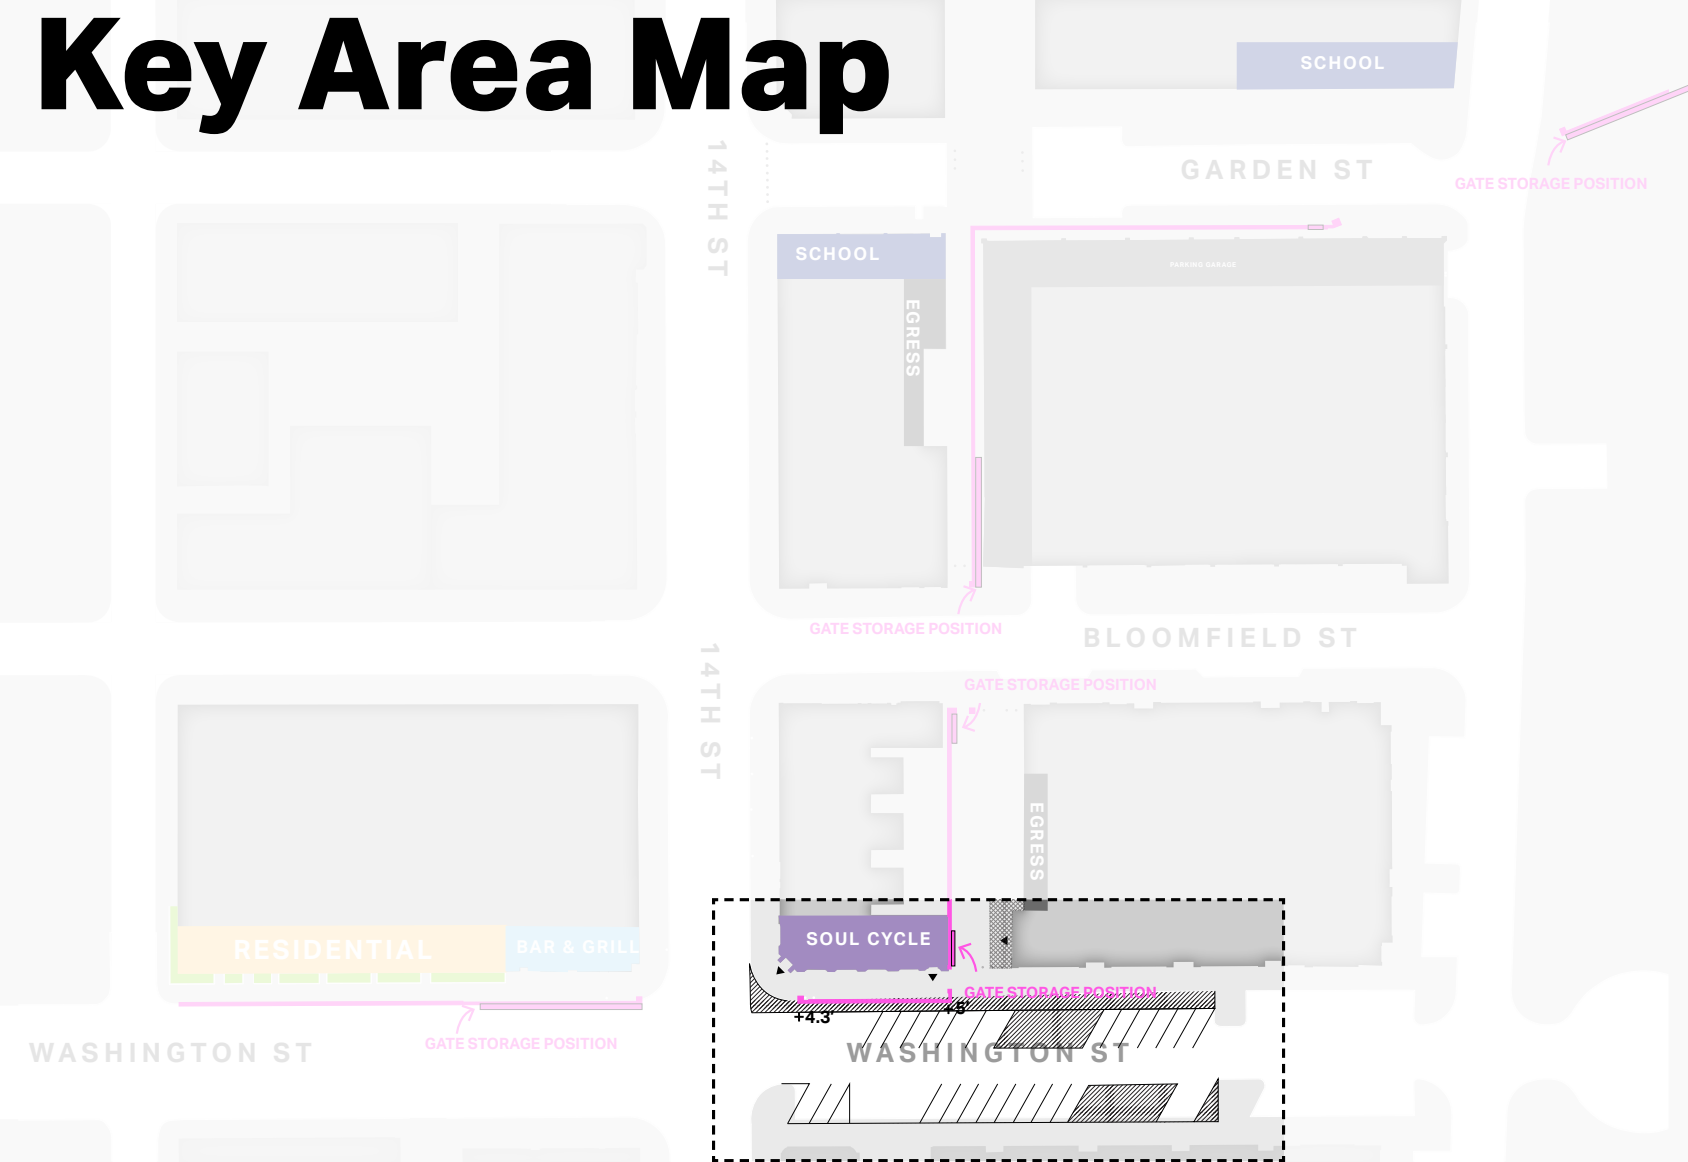 Key Area Map
SCHOOL
14TH ST
GARDEN ST
GATE STORAGE POSITION
SCHOOL
PARKING GARAGE
EGRESS
GATE STORAGE POSITION
BLOOMFIELD ST
14TH ST
GATE STORAGE POSITION
EGRESS
RESIDENTIAL
BAR & GRILL
SOUL CYCLE
GATE STORAGE POSITION
+4.3'
+5'
GATE STORAGE POSITION
WASHINGTON ST
WASHINGTON ST